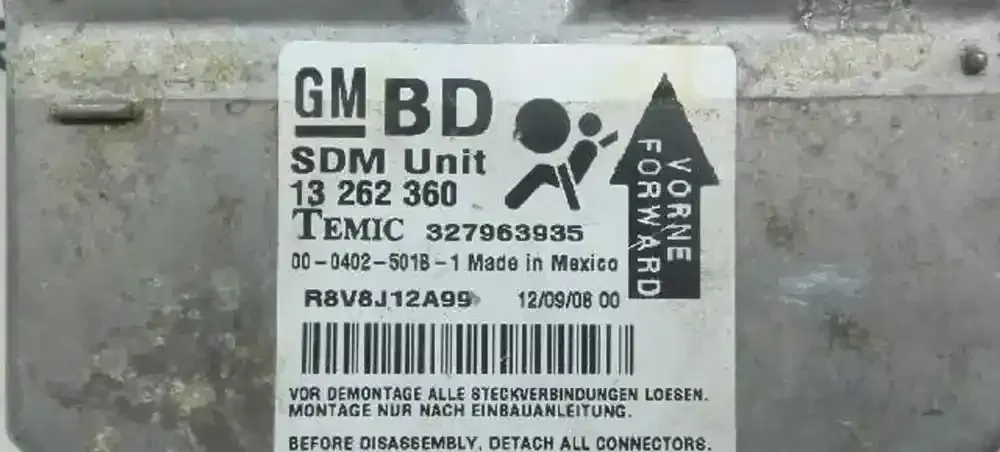 GM BD
SDM Unit
13 262 360
TEMIC 327963935
00-0402-501B-1 Made in Mexico
R8V8J12A99 12/09/08 00
VORNE
FORWARD
VOR DEMONTAGE ALLE STECKVERBINDUNGEN LOESEN.
MONTAGE NUR NACH EINBAUANLEITUNG.
BEFORE DISASSEMBLY, DETACH ALL CONNECTORS.